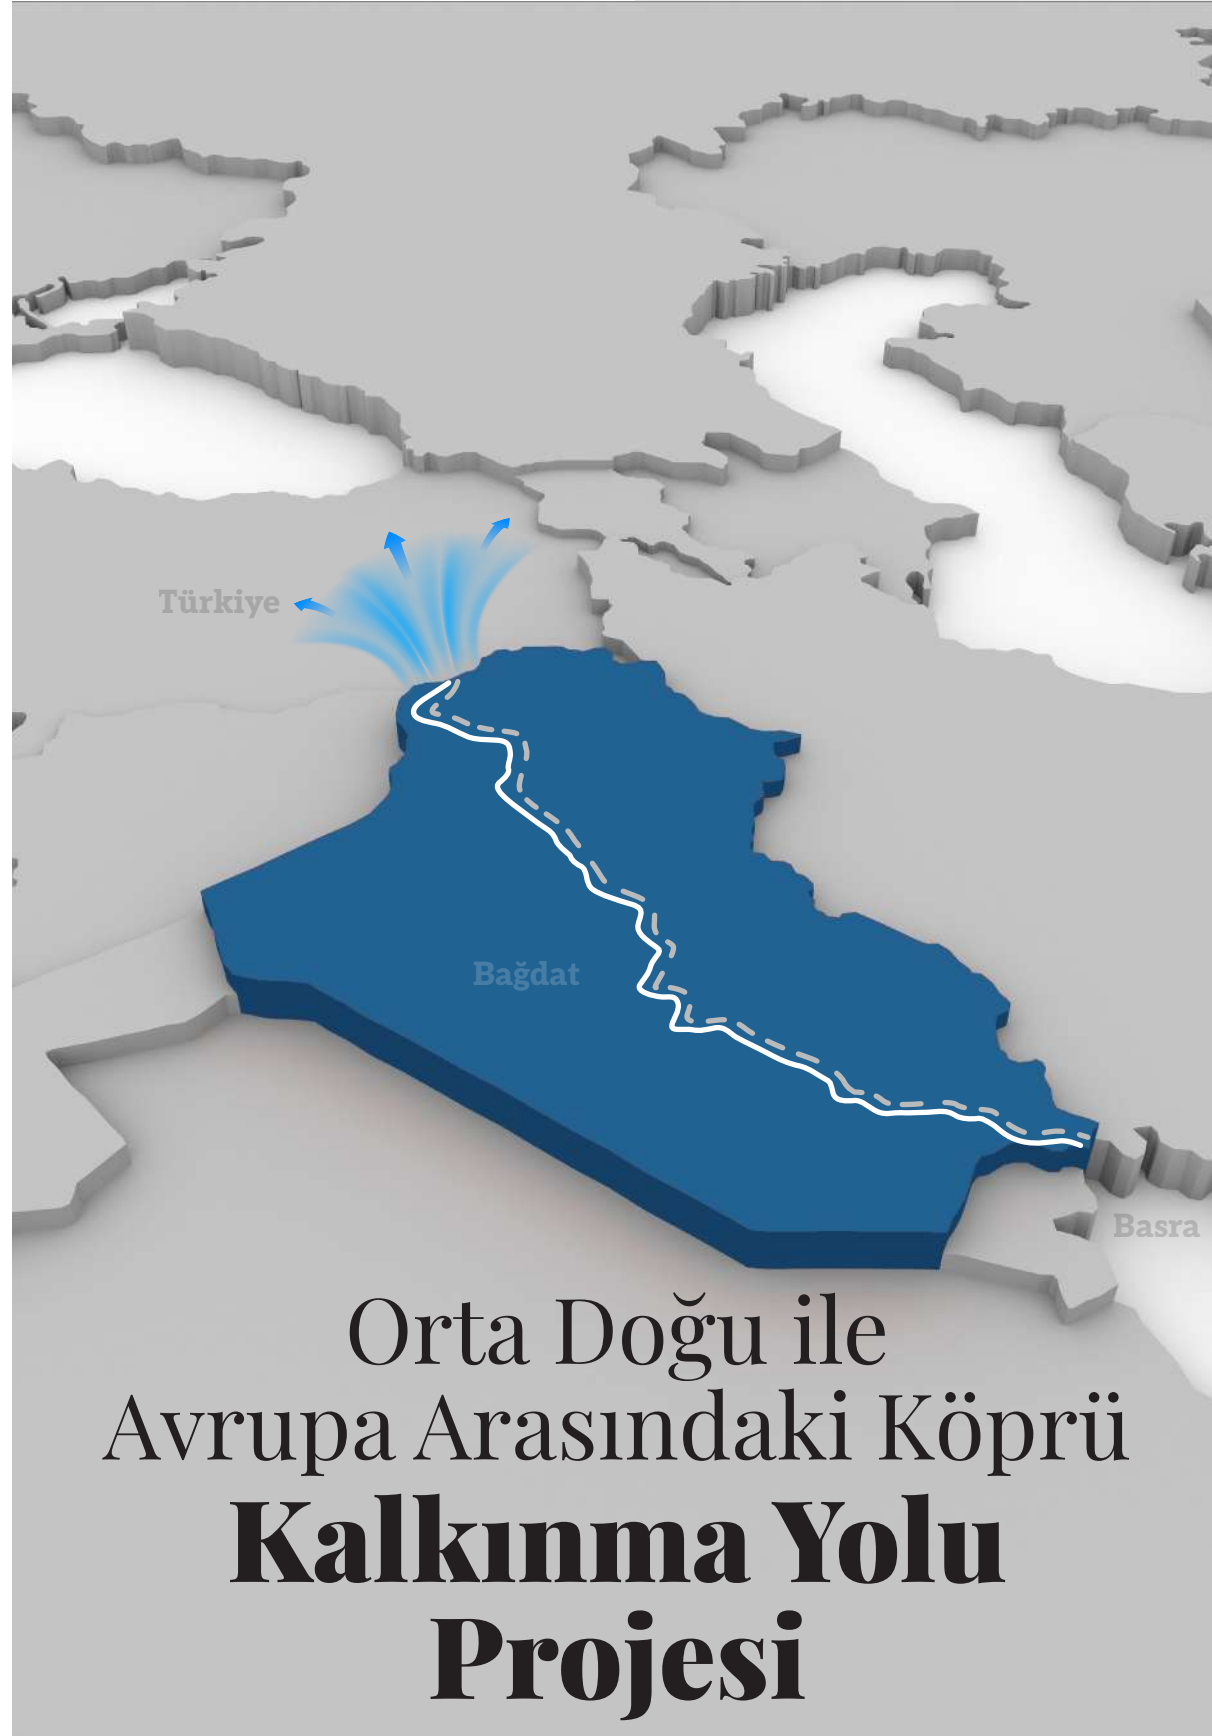 Türkiye
Bağdat
Basra
Orta Doğu ile
Avrupa Arasındaki Köprü
Kalkınma Yolu
Projesi